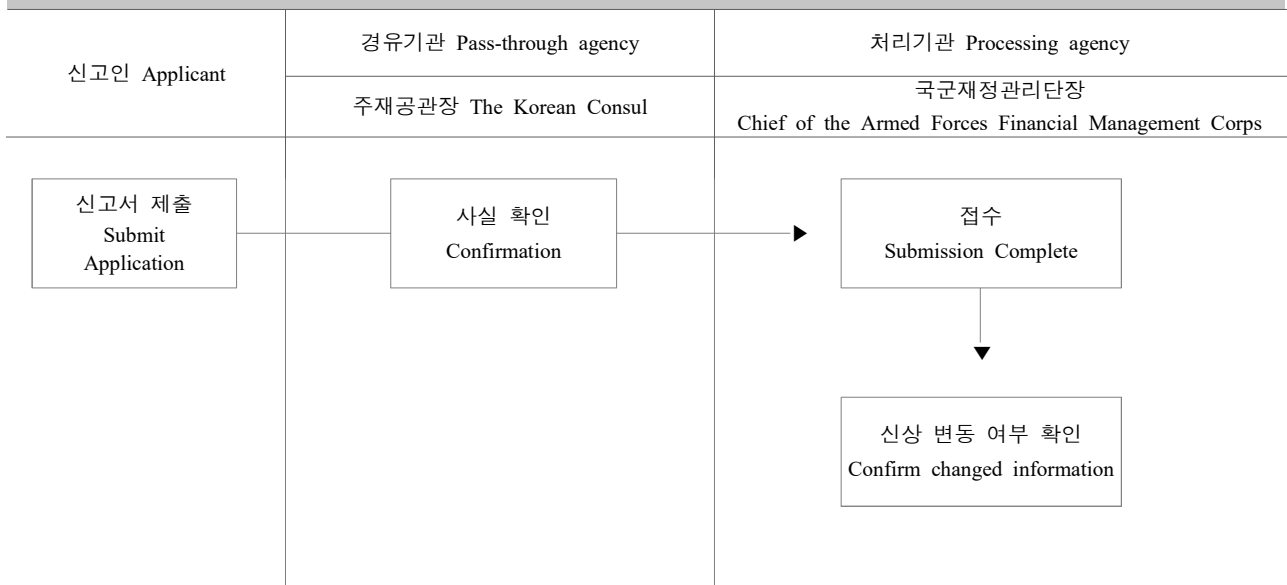 신고인 Applicant
경유기관 Pass-through agency
처리기관 Processing agency
주재공관장 The Korean Consul
국군재정관리단장
Chief of the Armed Forces Financial Management Corps
신고서 제출
Submit
Application
사실 확인
Confirmation
접수
Submission Complete
신상 변동 여부 확인
Confirm changed information